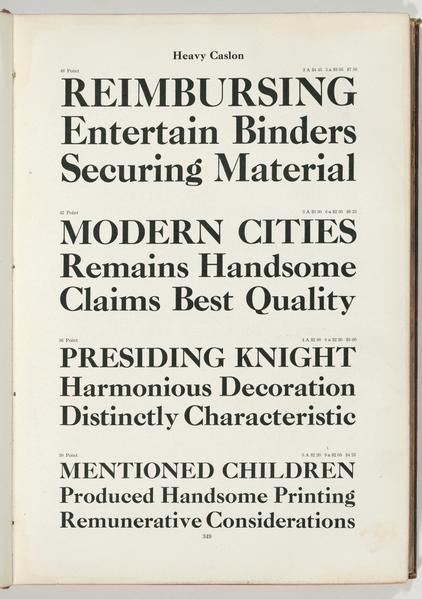 Heavy Caslon
48 Point
REIMBURSING
Entertain Binders
Securing Material
42 Point
MODERN CITIES
Remains Handsome
Claims Best Quality
36 Point
PRESIDING KNIGHT
Harmonious Decoration
Distinctly Characteristic
30 Point
MENTIONED CHILDREN
Produced Handsome Printing
Remunerative Considerations
349